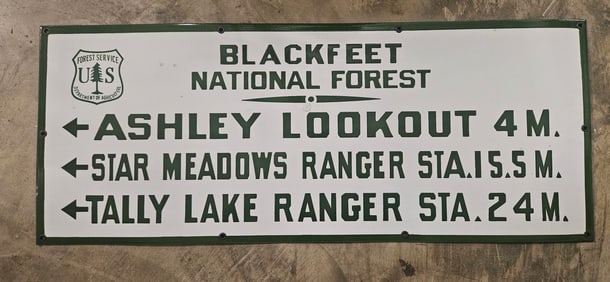 FOREST SERVICE
U S
DEPARTMENT OF AGRICULTURE
BLACKFEET
NATIONAL FOREST
←ASHLEY LOOKOUT 4 M.
←STAR MEADOWS RANGER STA. 15.5 M.
←TALLY LAKE RANGER STA. 24 M.